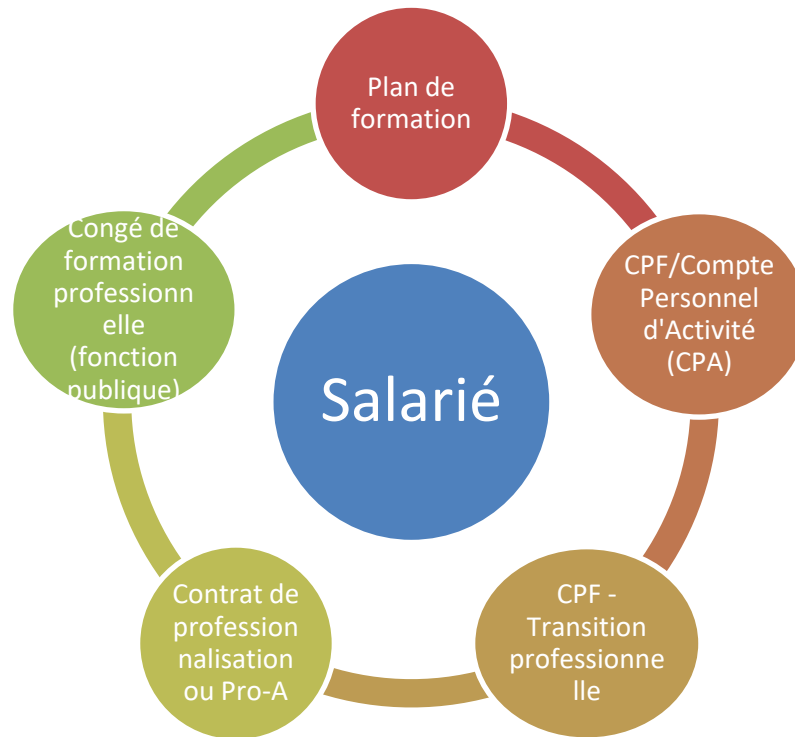 Plan de
formation
CPF/Compte
Personnel
d'Activité
(CPA)
CPF -
Transition
professionne
lle
Contrat de
profession
nalisation
ou Pro-A
Congé de
formation
professionn
elle
(fonction
publique)
Salarié